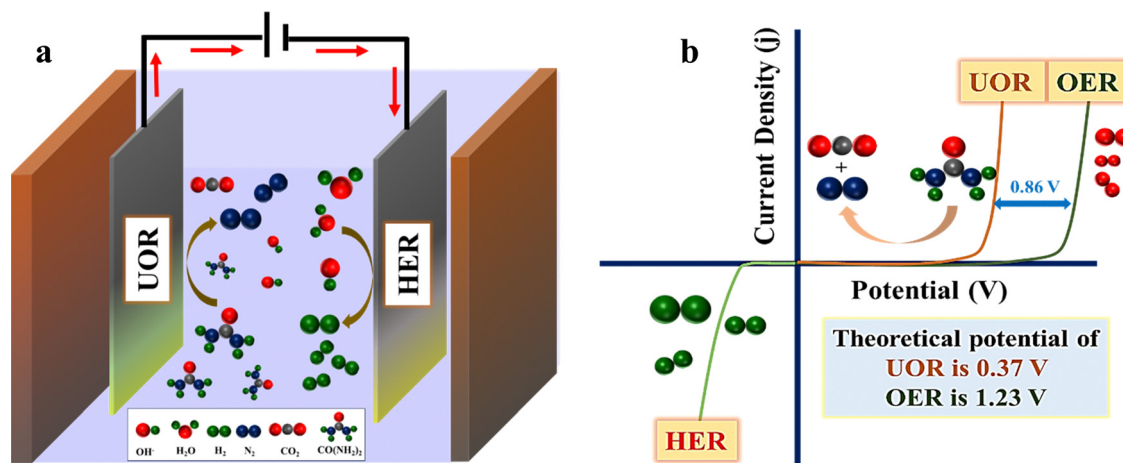 a
UOR
HER
OH⁻
H₂O
H₂
N₂
CO₂
CO(NH₂)₂
b
Current Density (j)
UOR
OER
+
0.86 V
Potential (V)
Theoretical potential of
UOR is 0.37 V
OER is 1.23 V
HER